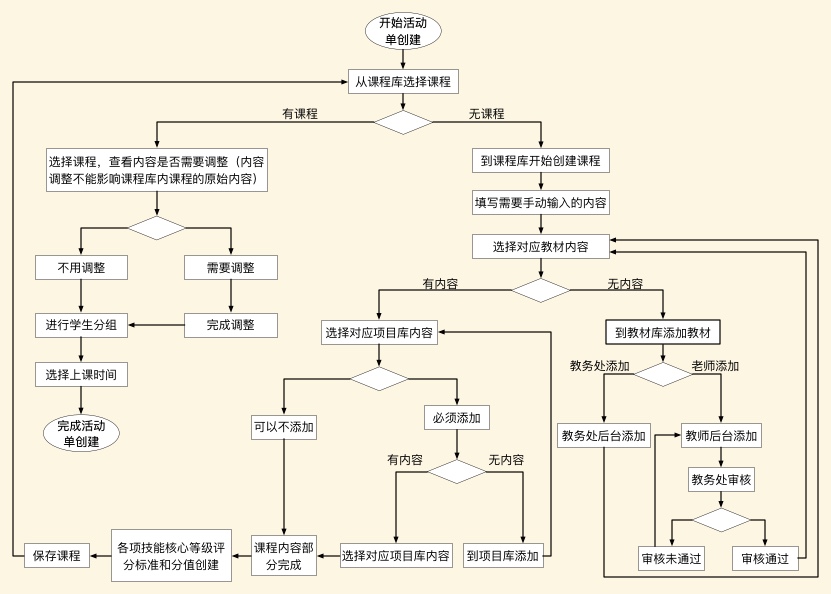 开始活动
单创建
从课程库选择课程
有课程
无课程
选择课程，查看内容是否需要调整（内容
调整不能影响课程库内课程的原始内容）
到课程库开始创建课程
填写需要手动输入的内容
选择对应教材内容
不用调整
需要调整
有内容
无内容
进行学生分组
完成调整
选择对应项目库内容
到教材库添加教材
教务处添加
老师添加
选择上课时间
完成活动
单创建
可以不添加
必须添加
教务处后台添加
教师后台添加
有内容
无内容
教务处审核
保存课程
各项技能核心等级评
分标准和分值创建
课程内容部
分完成
选择对应项目库内容
到项目库添加
审核未通过
审核通过